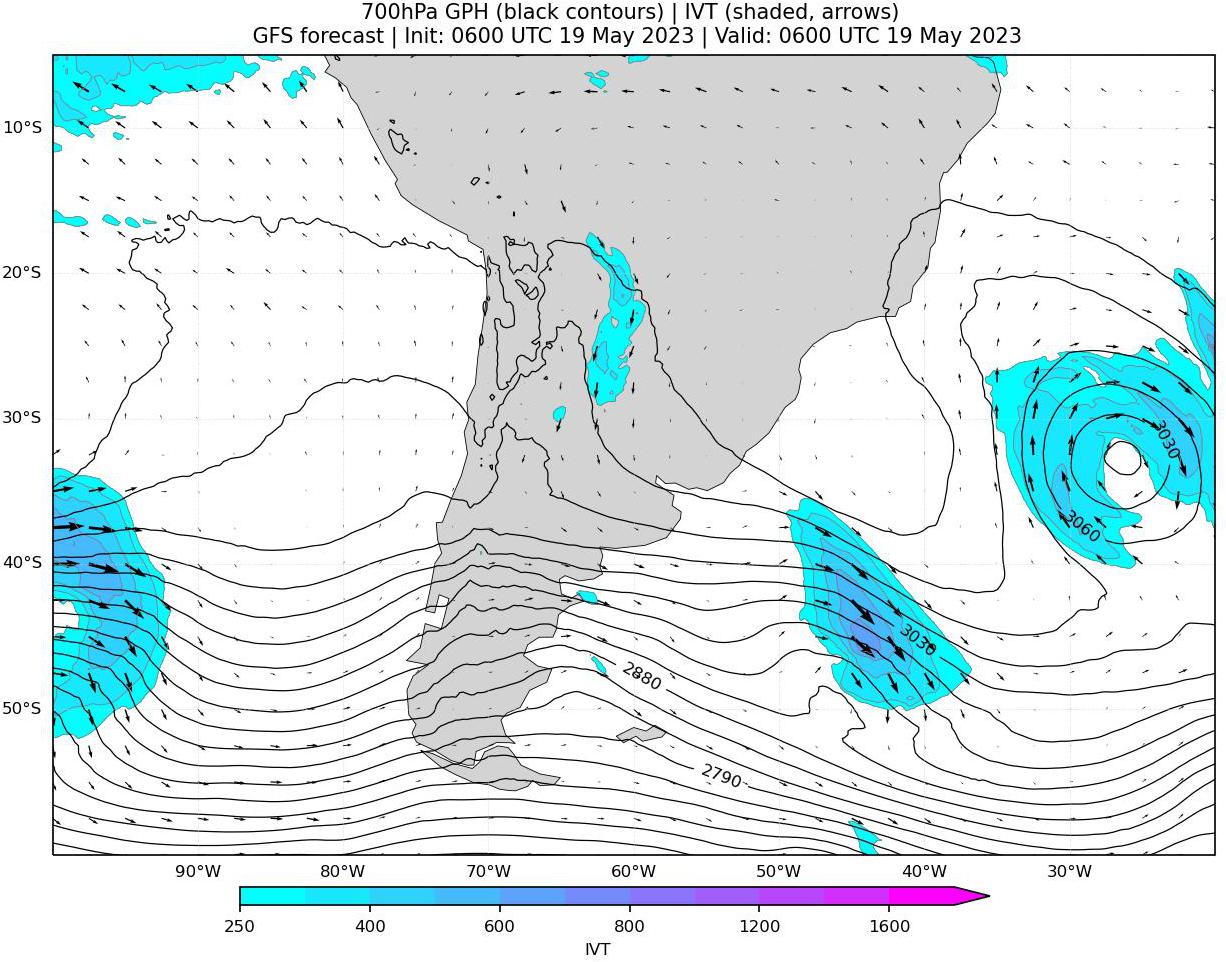 700hPa GPH (black contours) | IVT (shaded, arrows)
GFS forecast | Init: 0600 UTC 19 May 2023 | Valid: 0600 UTC 19 May 2023
10°S
20°S
30°S
3030
3060
40°S
3030
2880
50°S
2790
90°W 80°W 70°W 60°W 50°W 40°W 30°W
250 400 600 800 1200 1600
IVT